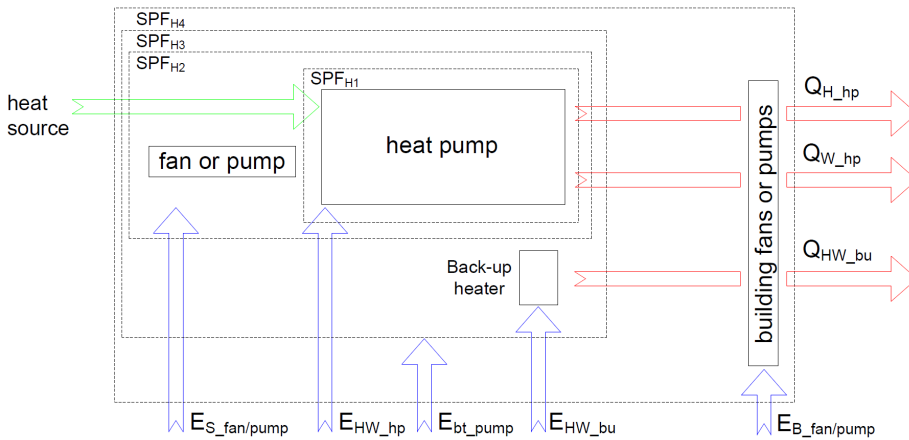 SPF_H4
SPF_H3
SPF_H2
SPF_H1
heat
source
fan or pump
heat pump
Back-up
heater
building fans or pumps
Q_H_hp
Q_W_hp
Q_HW_bu
E_S_fan/pump
E_HW_hp
E_bt_pump
E_HW_bu
E_B_fan/pump